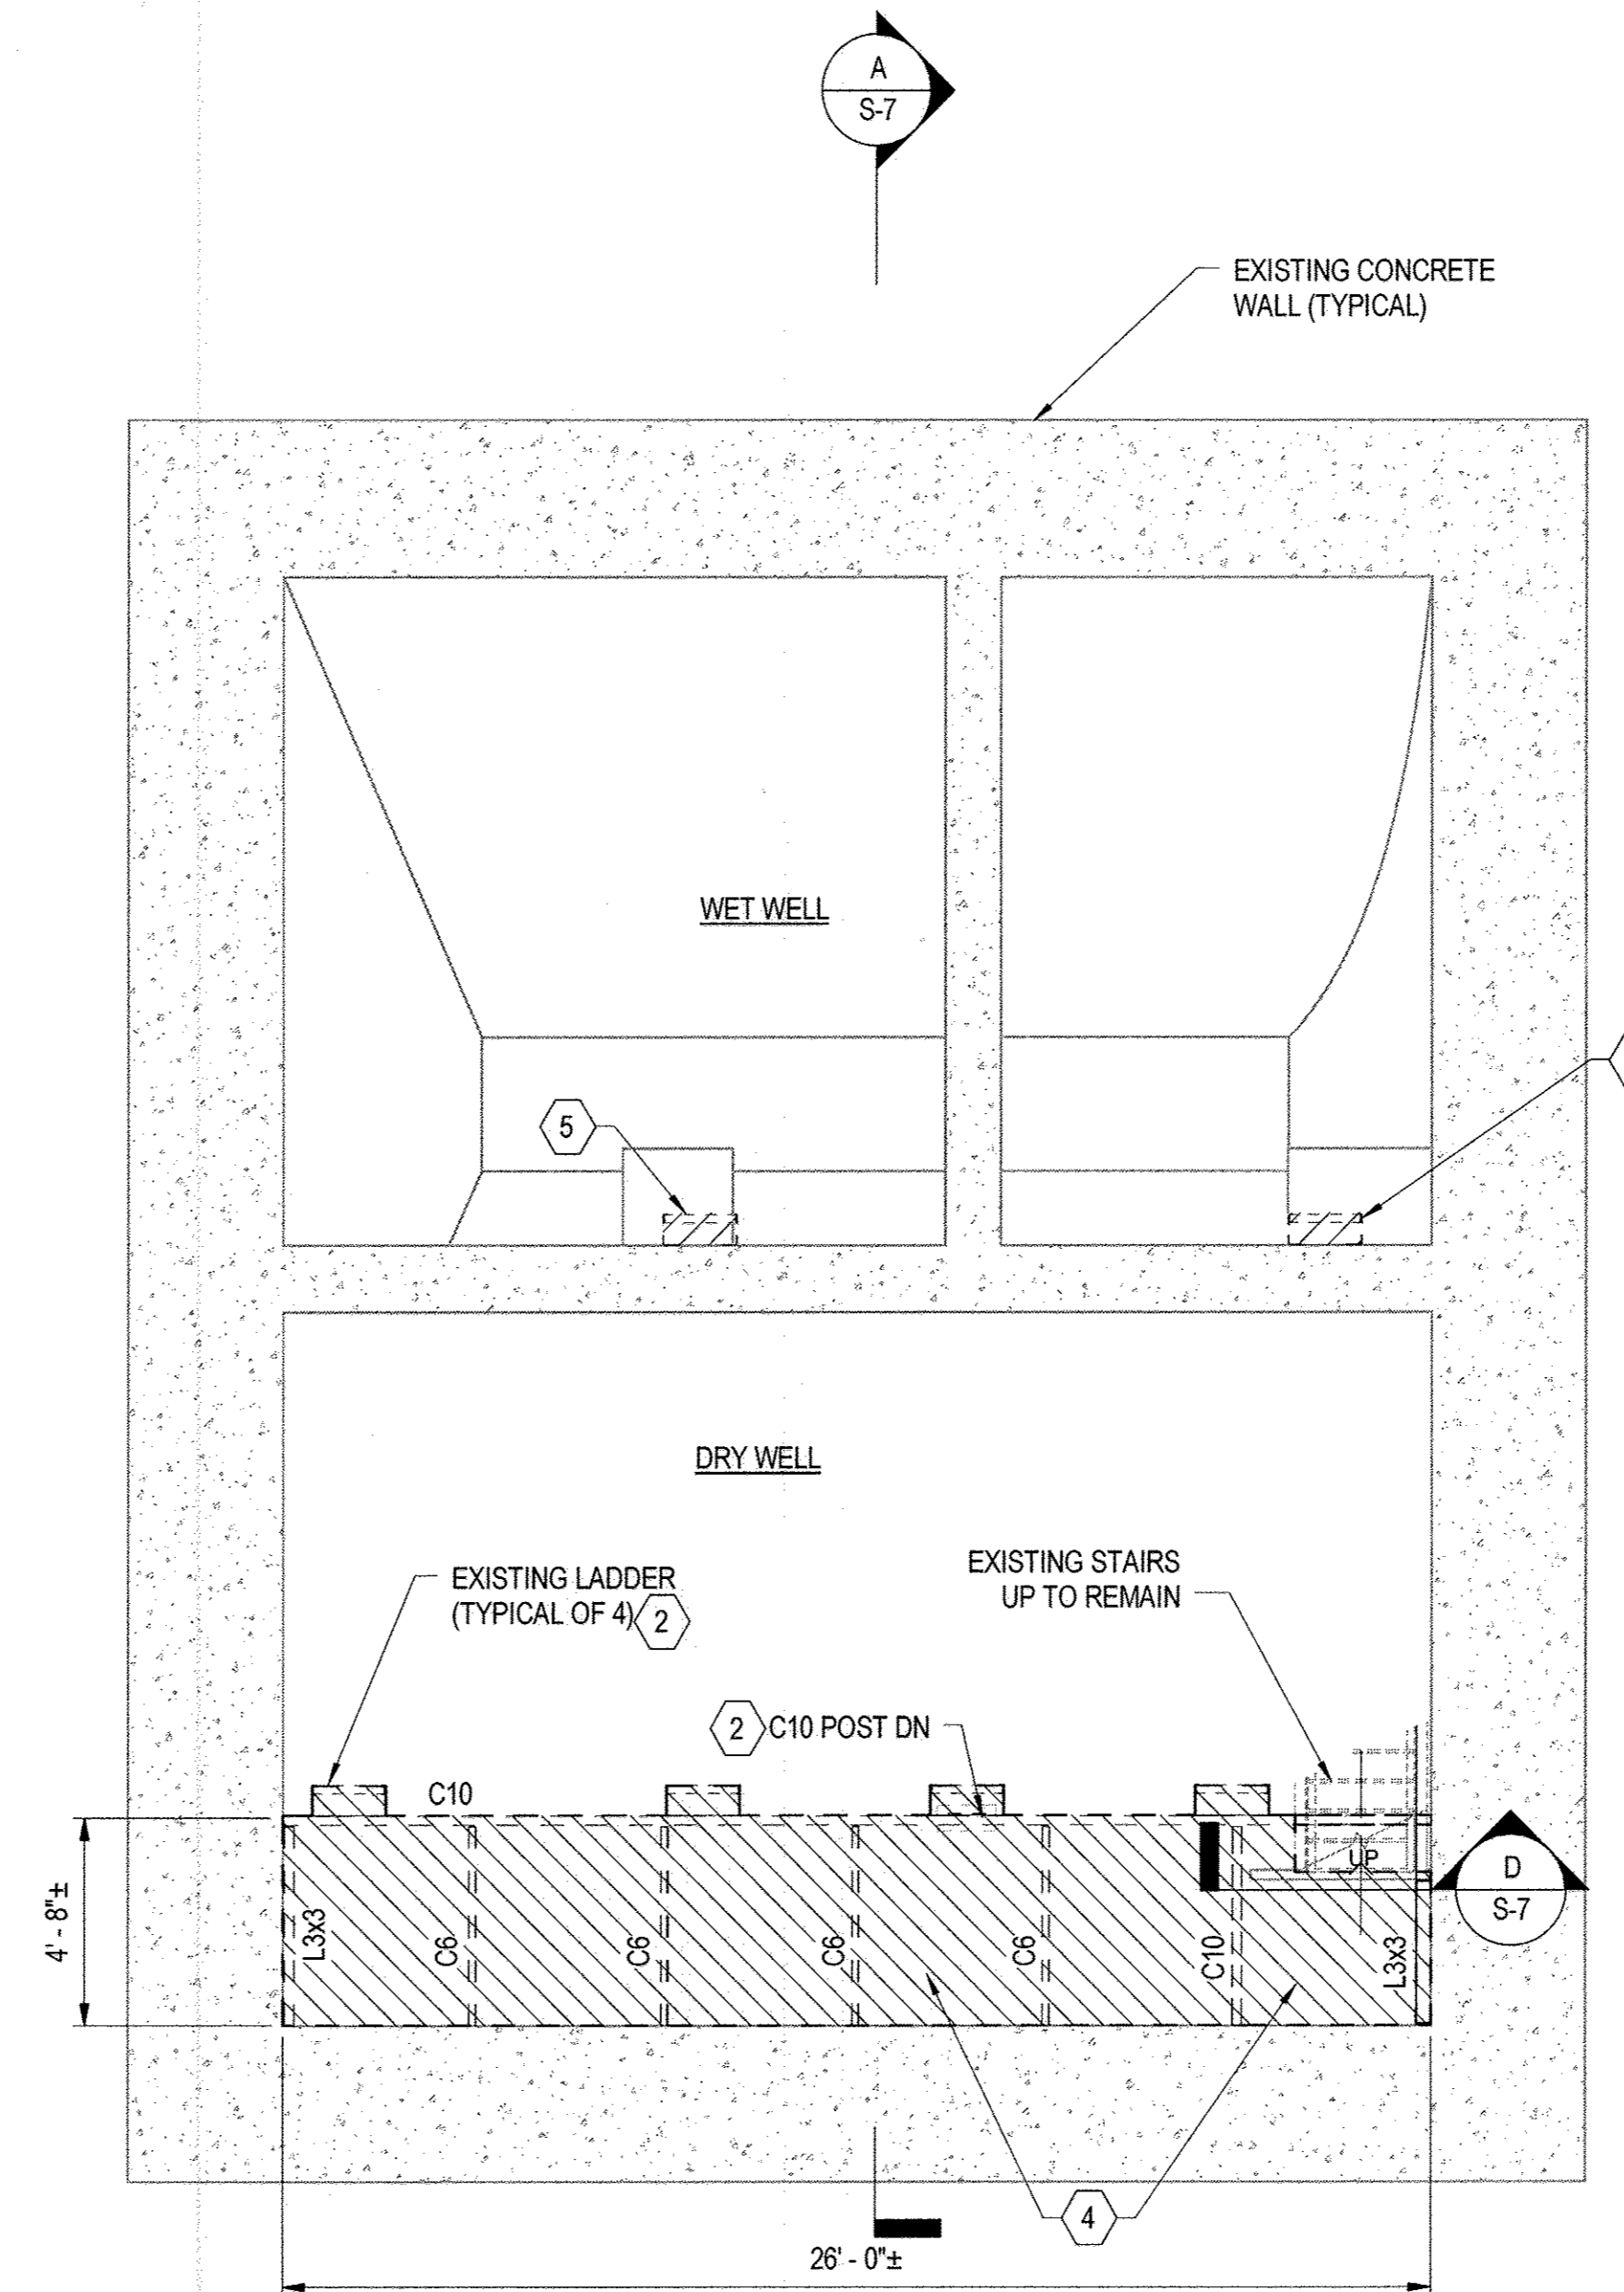 A
S-7
EXISTING CONCRETE
WALL (TYPICAL)
WET WELL
5
DRY WELL
EXISTING LADDER
(TYPICAL OF 4) 2
EXISTING STAIRS
UP TO REMAIN
2 C10 POST DN
C10
UP
D
S-7
4' - 8"±
L3x3
C6
C6
C6
C6
C10
L3x3
4
26' - 0"±